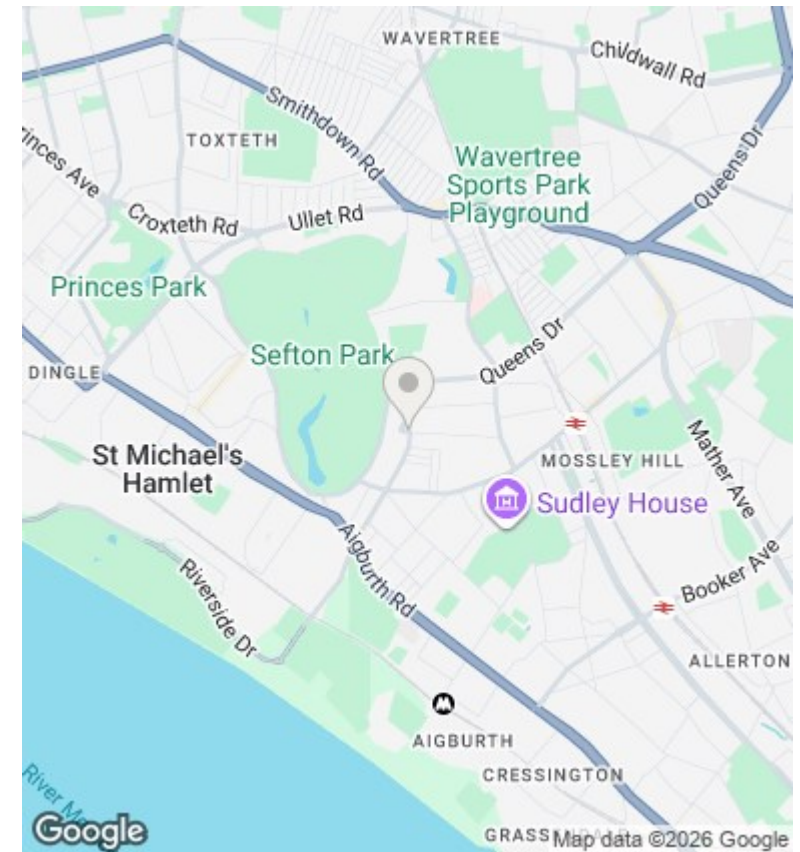 WAVERTREE
Childwall Rd
Smithdown Rd
TOXTETH
Princes Ave
Queens Dr
Wavertree
Sports Park
Playground
Croxteth Rd
Ullet Rd
Princes Park
Sefton Park
Queens Dr
DINGLE
St Michael's
Hamlet
MOSSLEY HILL
Mather Ave
Sudley House
Aigburth Rd
Booker Ave
Riverside Dr
ALLERTON
AIGBURTH
CRESSINGTON
River
Google
Map data ©2026 Google